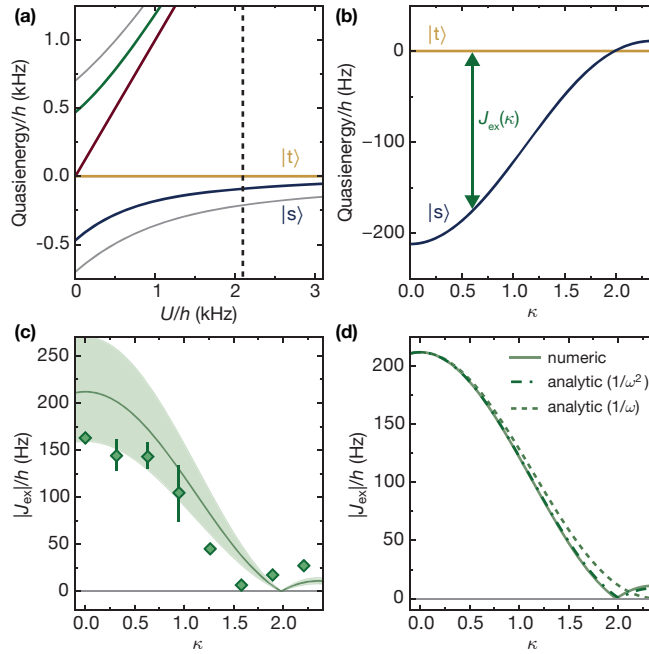 (a)
Quasienergy/h (kHz)
1.0
0.5
0.0
-0.5
|t⟩
|s⟩
0
1
2
3
U/h (kHz)
(b)
Quasienergy/h (Hz)
0
−100
−200
|t⟩
Jex(κ)
|s⟩
0.0
0.5
1.0
1.5
2.0
κ
(c)
|Jex|/h (Hz)
250
200
150
100
50
0
0.0
0.5
1.0
1.5
2.0
κ
(d)
|Jex|/h (Hz)
200
150
100
50
0
numeric
analytic (1/ω²)
analytic (1/ω)
0.0
0.5
1.0
1.5
2.0
κ